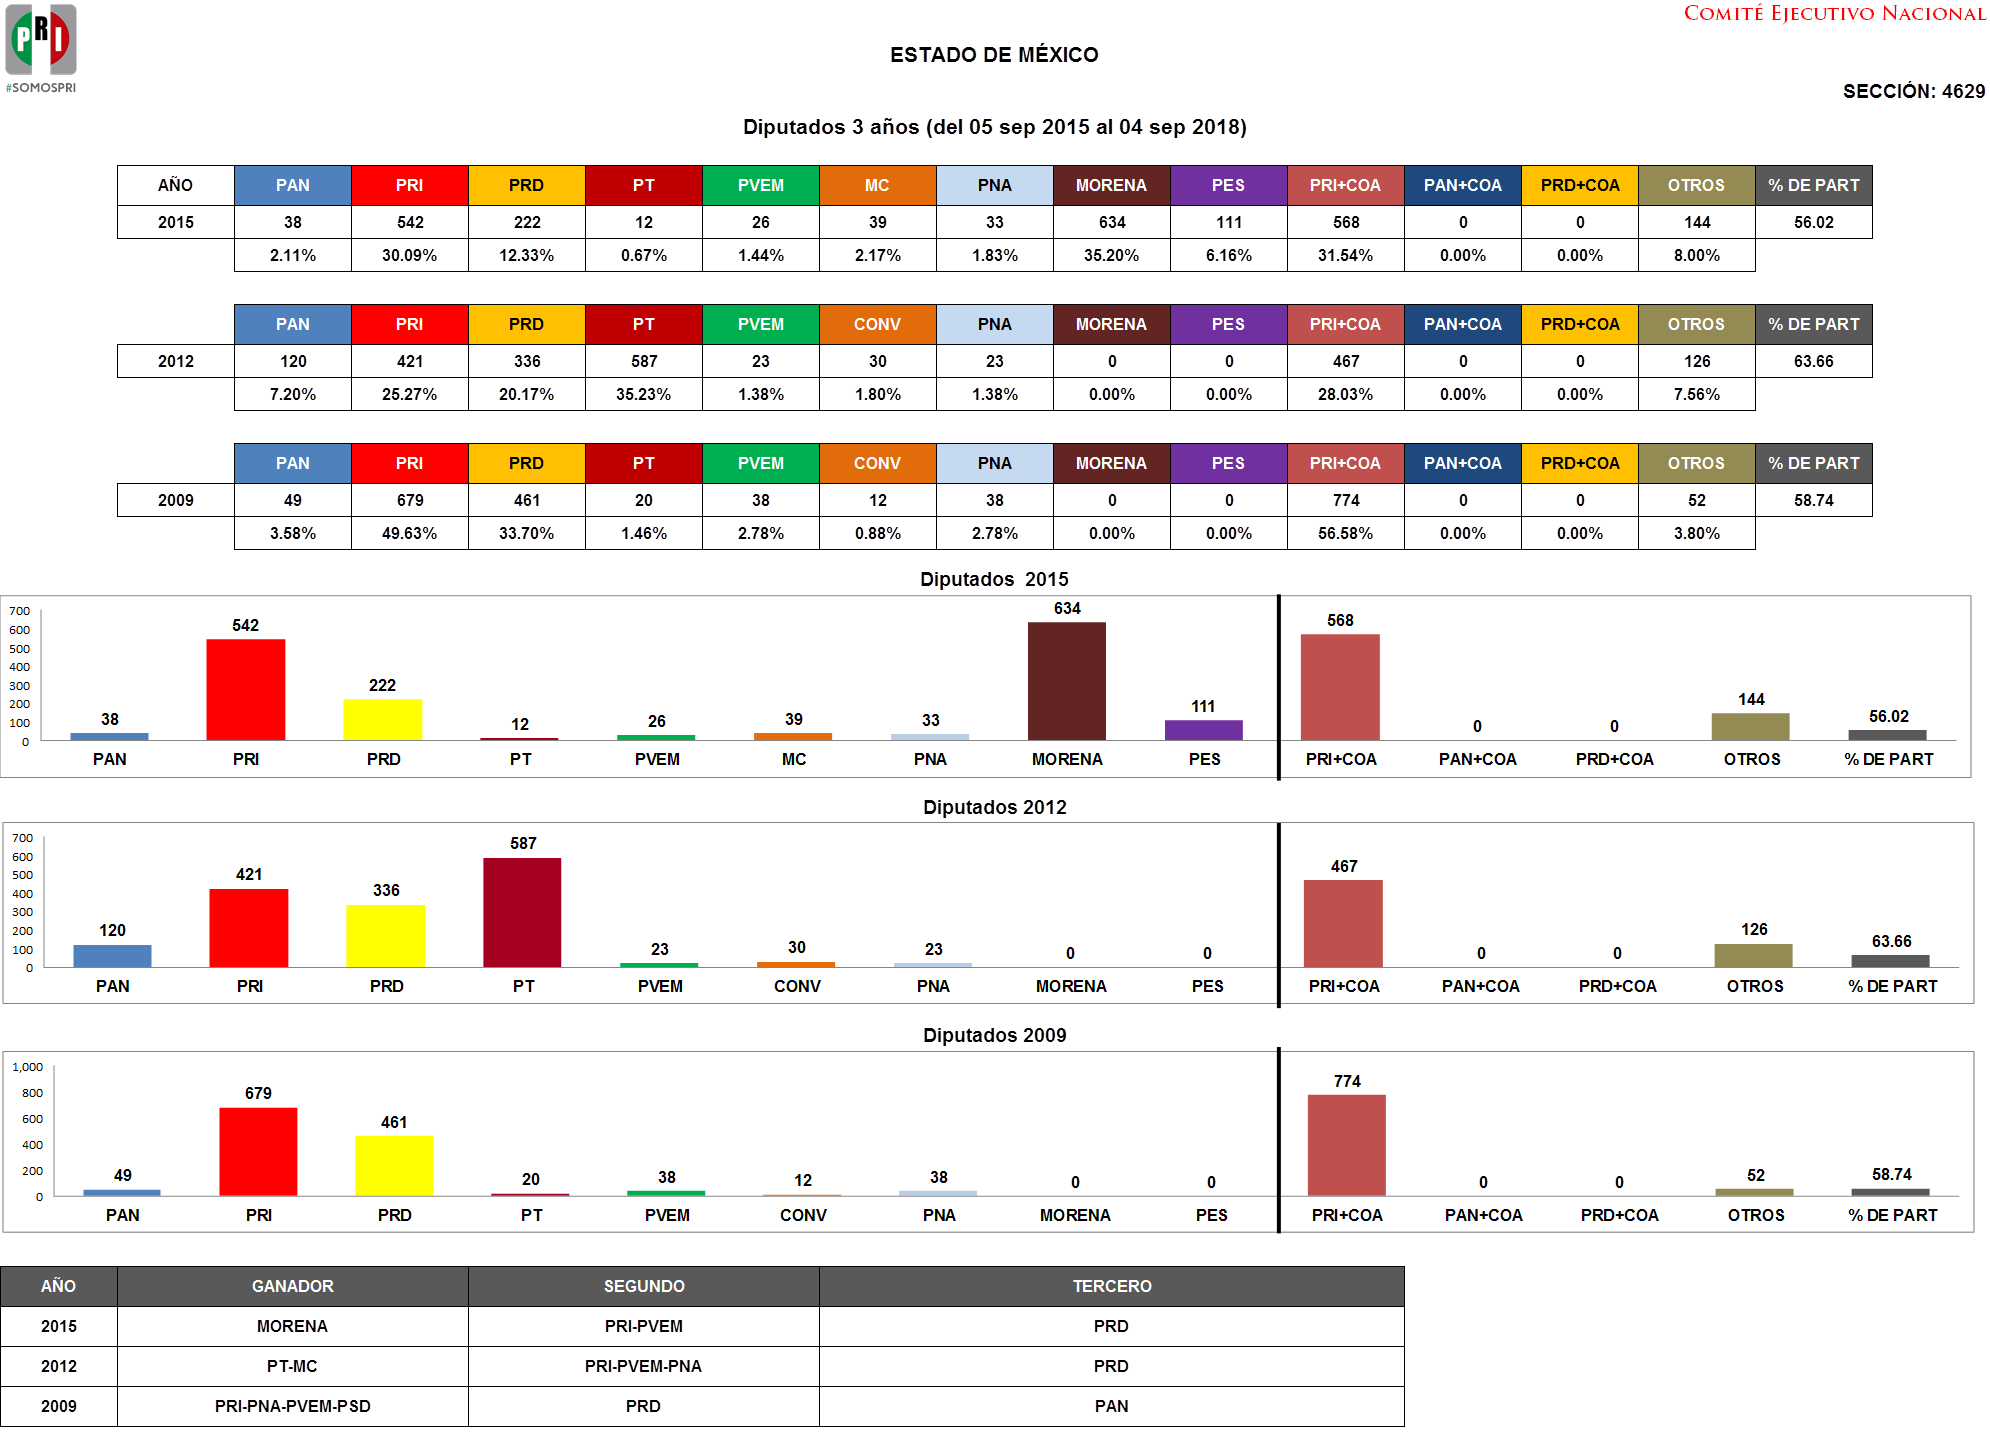 PRI
#SOMOSPRI
COMITÉ EJECUTIVO NACIONAL
ESTADO DE MÉXICO
SECCIÓN: 4629
Diputados 3 años (del 05 sep 2015 al 04 sep 2018)
AÑO PAN PRI PRD PT PVEM MC PNA MORENA PES PRI+COA PAN+COA PRD+COA OTROS % DE PART
2015 38 542 222 12 26 39 33 634 111 568 0 0 144 56.02
2.11% 30.09% 12.33% 0.67% 1.44% 2.17% 1.83% 35.20% 6.16% 31.54% 0.00% 0.00% 8.00%
PAN PRI PRD PT PVEM CONV PNA MORENA PES PRI+COA PAN+COA PRD+COA OTROS % DE PART
2012 120 421 336 587 23 30 23 0 0 467 0 0 126 63.66
7.20% 25.27% 20.17% 35.23% 1.38% 1.80% 1.38% 0.00% 0.00% 28.03% 0.00% 0.00% 7.56%
PAN PRI PRD PT PVEM CONV PNA MORENA PES PRI+COA PAN+COA PRD+COA OTROS % DE PART
2009 49 679 461 20 38 12 38 0 0 774 0 0 52 58.74
3.58% 49.63% 33.70% 1.46% 2.78% 0.88% 2.78% 0.00% 0.00% 56.58% 0.00% 0.00% 3.80%
Diputados  2015
700
600
500
400
300
200
100
0
38 542 222 12 26 39 33 634 111 568 0 0 144 56.02
PAN PRI PRD PT PVEM MC PNA MORENA PES PRI+COA PAN+COA PRD+COA OTROS % DE PART
Diputados 2012
700
600
500
400
300
200
100
0
120 421 336 587 23 30 23 0 0 467 0 0 126 63.66
PAN PRI PRD PT PVEM CONV PNA MORENA PES PRI+COA PAN+COA PRD+COA OTROS % DE PART
Diputados 2009
1,000
800
600
400
200
0
49 679 461 20 38 12 38 0 0 774 0 0 52 58.74
PAN PRI PRD PT PVEM CONV PNA MORENA PES PRI+COA PAN+COA PRD+COA OTROS % DE PART
AÑO GANADOR SEGUNDO TERCERO
2015 MORENA PRI-PVEM PRD
2012 PT-MC PRI-PVEM-PNA PRD
2009 PRI-PNA-PVEM-PSD PRD PAN